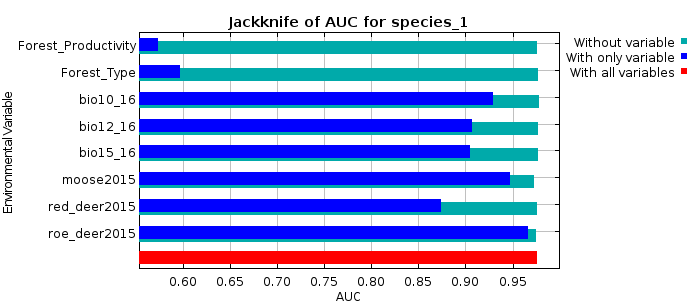 Jackknife of AUC for species_1
Environmental Variable
Forest_Productivity
Forest_Type
bio10_16
bio12_16
bio15_16
moose2015
red_deer2015
roe_deer2015
0.60 0.65 0.70 0.75 0.80 0.85 0.90 0.95
AUC
Without variable
With only variable
With all variables